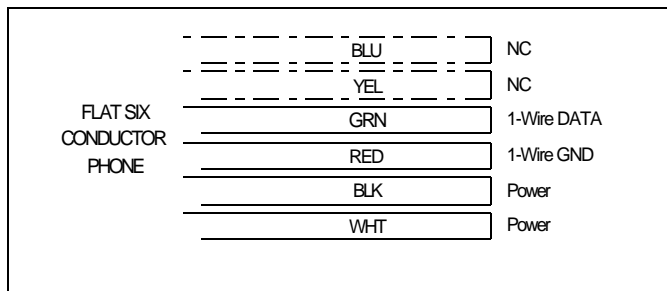 BLU NC
YEL NC
FLAT SIX
CONDUCTOR
PHONE
GRN 1-Wire DATA
RED 1-Wire GND
BLK Power
WHT Power